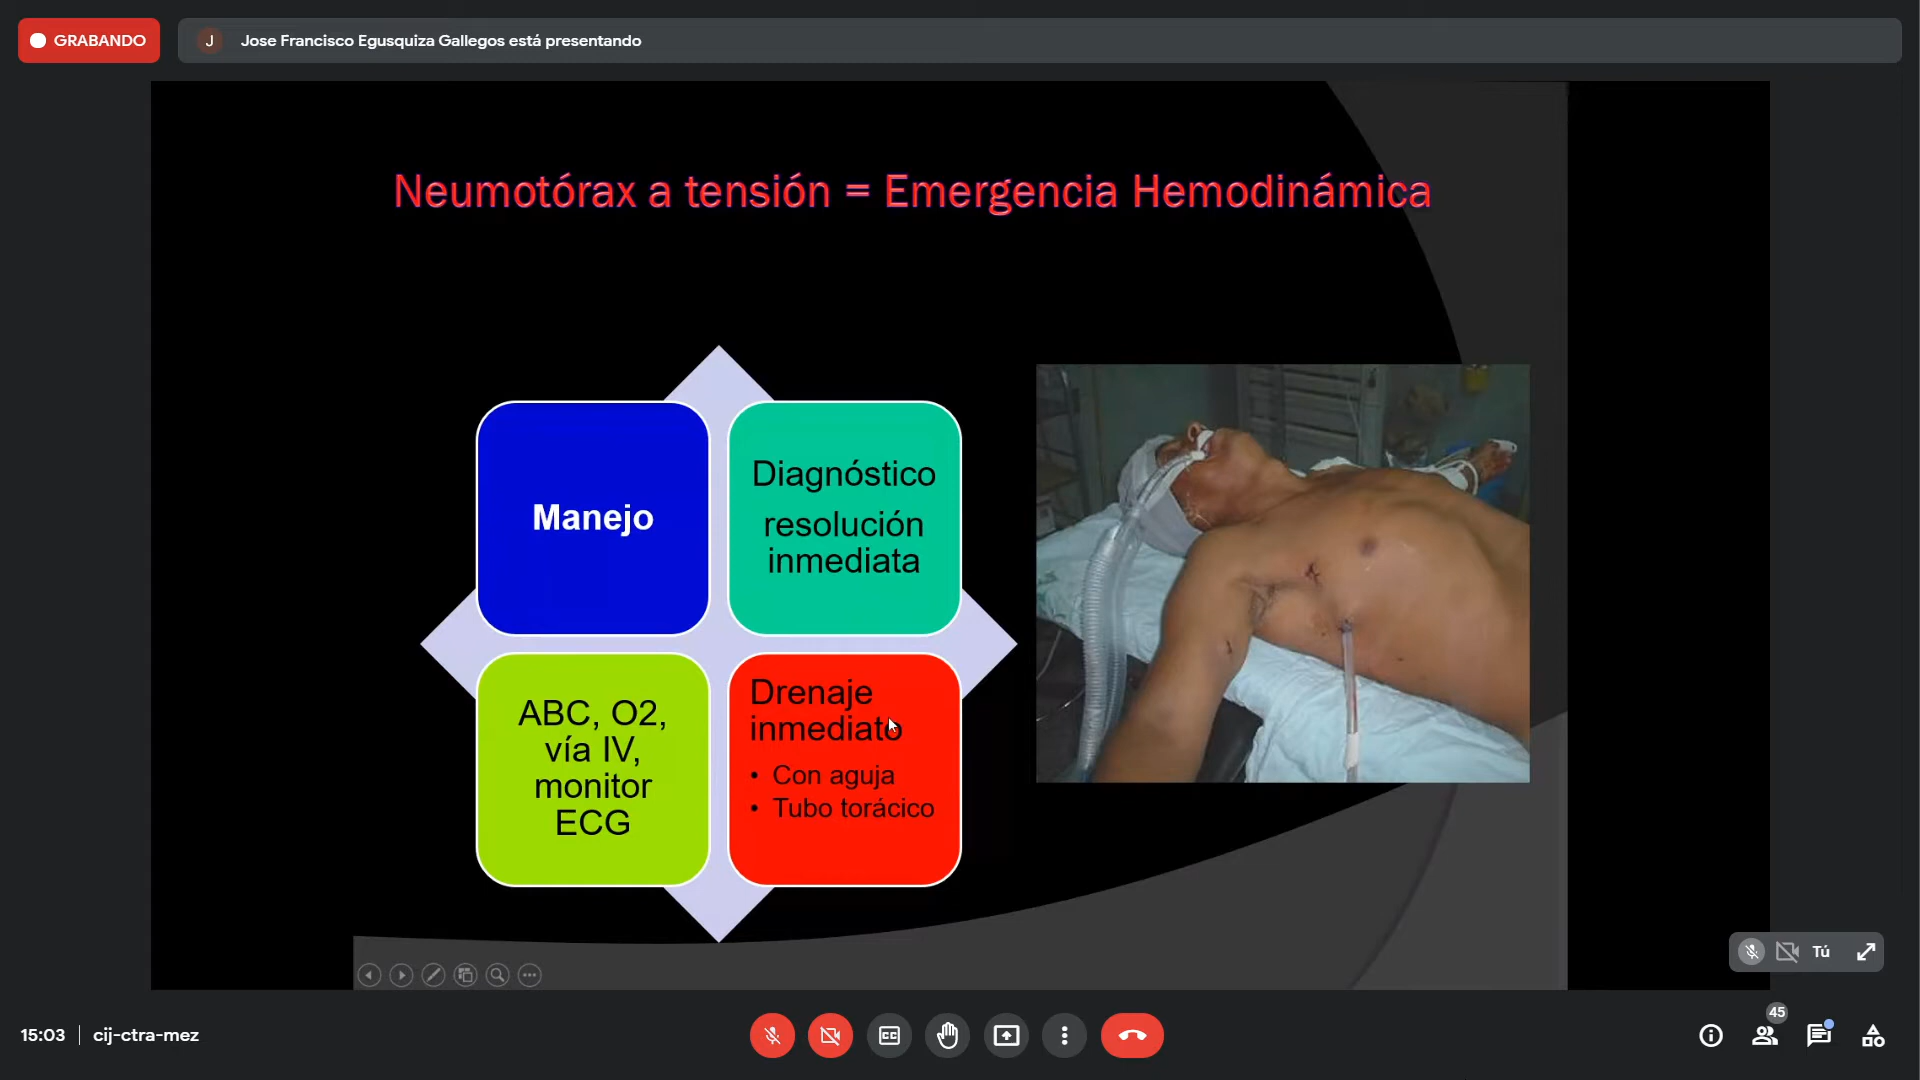 GRABANDO
J
Jose Francisco Egusquiza Gallegos está presentando
Neumotórax a tensión = Emergencia Hemodinámica
Manejo
Diagnóstico
resolución
inmediata
ABC, O2,
vía IV,
monitor
ECG
Drenaje
inmediato
• Con aguja
• Tubo torácico
Tú
15:03
cij-ctra-mez
CC
45